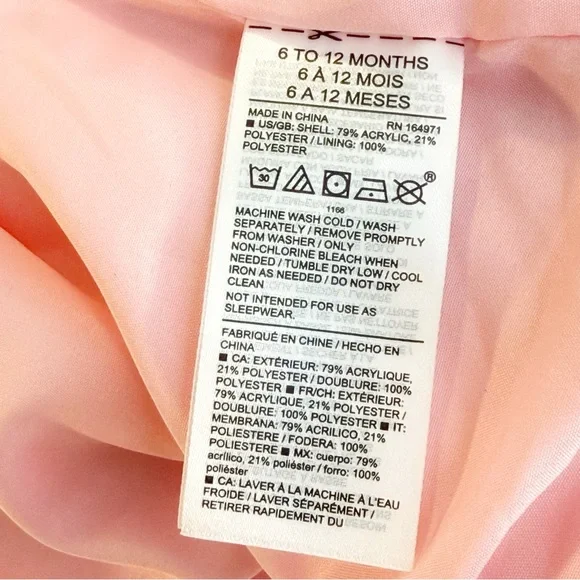 6 TO 12 MONTHS
6 À 12 MOIS
6 A 12 MESES
MADE IN CHINA RN 164971
■ US/GB: SHELL: 79% ACRYLIC, 21%
POLYESTER / LINING: 100%
POLYESTER
30
®
1166
MACHINE WASH COLD / WASH
SEPARATELY / REMOVE PROMPTLY
FROM WASHER / ONLY
NON-CHLORINE BLEACH WHEN
NEEDED / TUMBLE DRY LOW / COOL
IRON AS NEEDED / DO NOT DRY
CLEAN
NOT INTENDED FOR USE AS
SLEEPWEAR.
FABRIQUÉ EN CHINE / HECHO EN
CHINA
■ CA: EXTÉRIEUR: 79% ACRYLIQUE,
21% POLYESTER / DOUBLURE: 100%
POLYESTER ■ FR/CH: EXTÉRIEUR:
79% ACRYLIQUE, 21% POLYESTER /
DOUBLURE: 100% POLYESTER ■ IT:
MEMBRANA: 79% ACRILICO, 21%
POLIESTERE / FODERA: 100%
POLIESTERE ■ MX: cuerpo: 79%
acrílico, 21% poliéster / forro: 100%
poliéster
■ CA: LAVER À LA MACHINE À L'EAU
FROIDE / LAVER SÉPARÉMENT /
RETIRER RAPIDEMENT DU